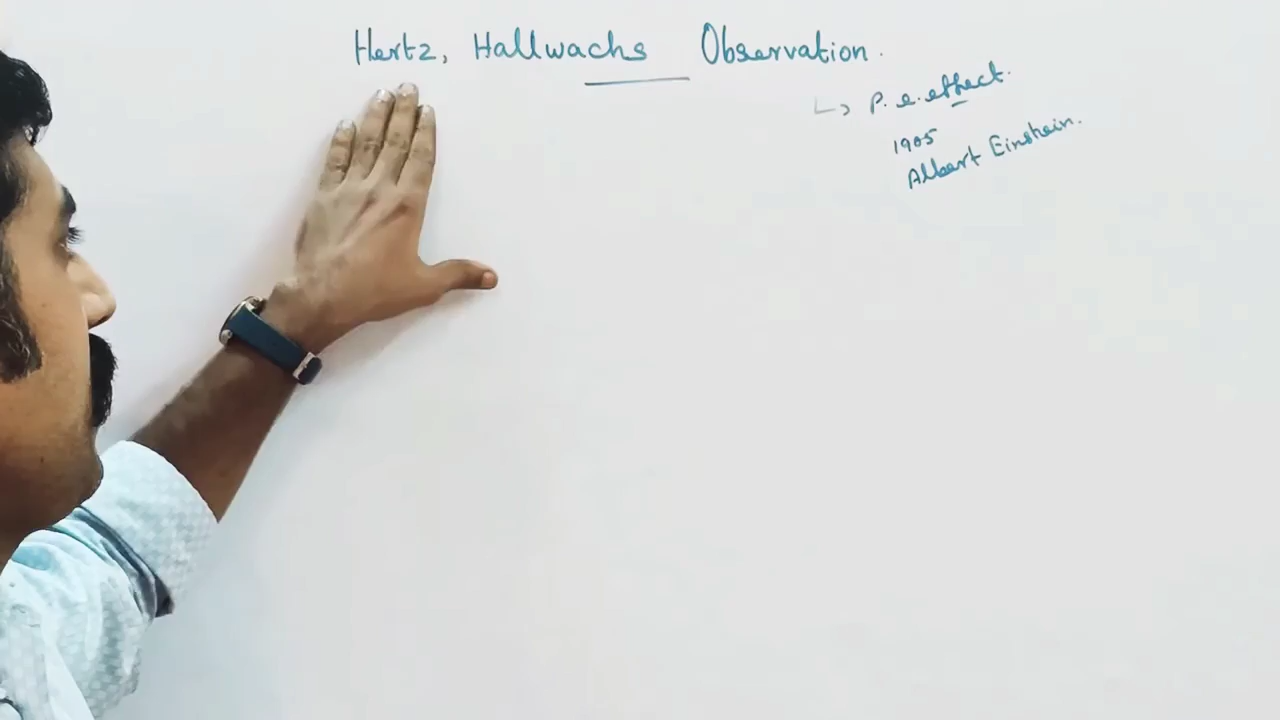 Hertz, Hallwachs Observation.
↳ P. e. effect.
1905
Albert Einstein.